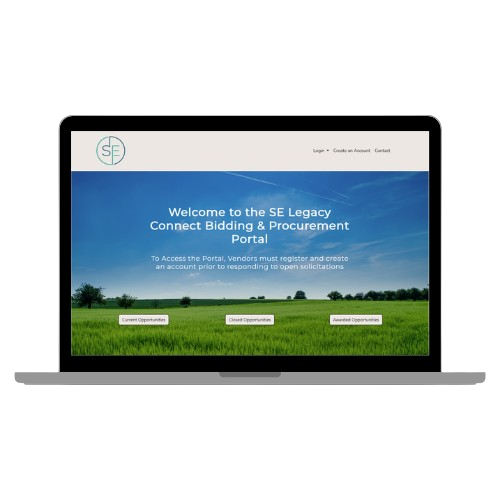 SE
Login Create an Account Contact
Welcome to the SE Legacy
Connect Bidding & Procurement
Portal
To Access the Portal, Vendors must register and create
an account prior to responding to open solicitations
Current Opportunities Closed Opportunities Awarded Opportunities